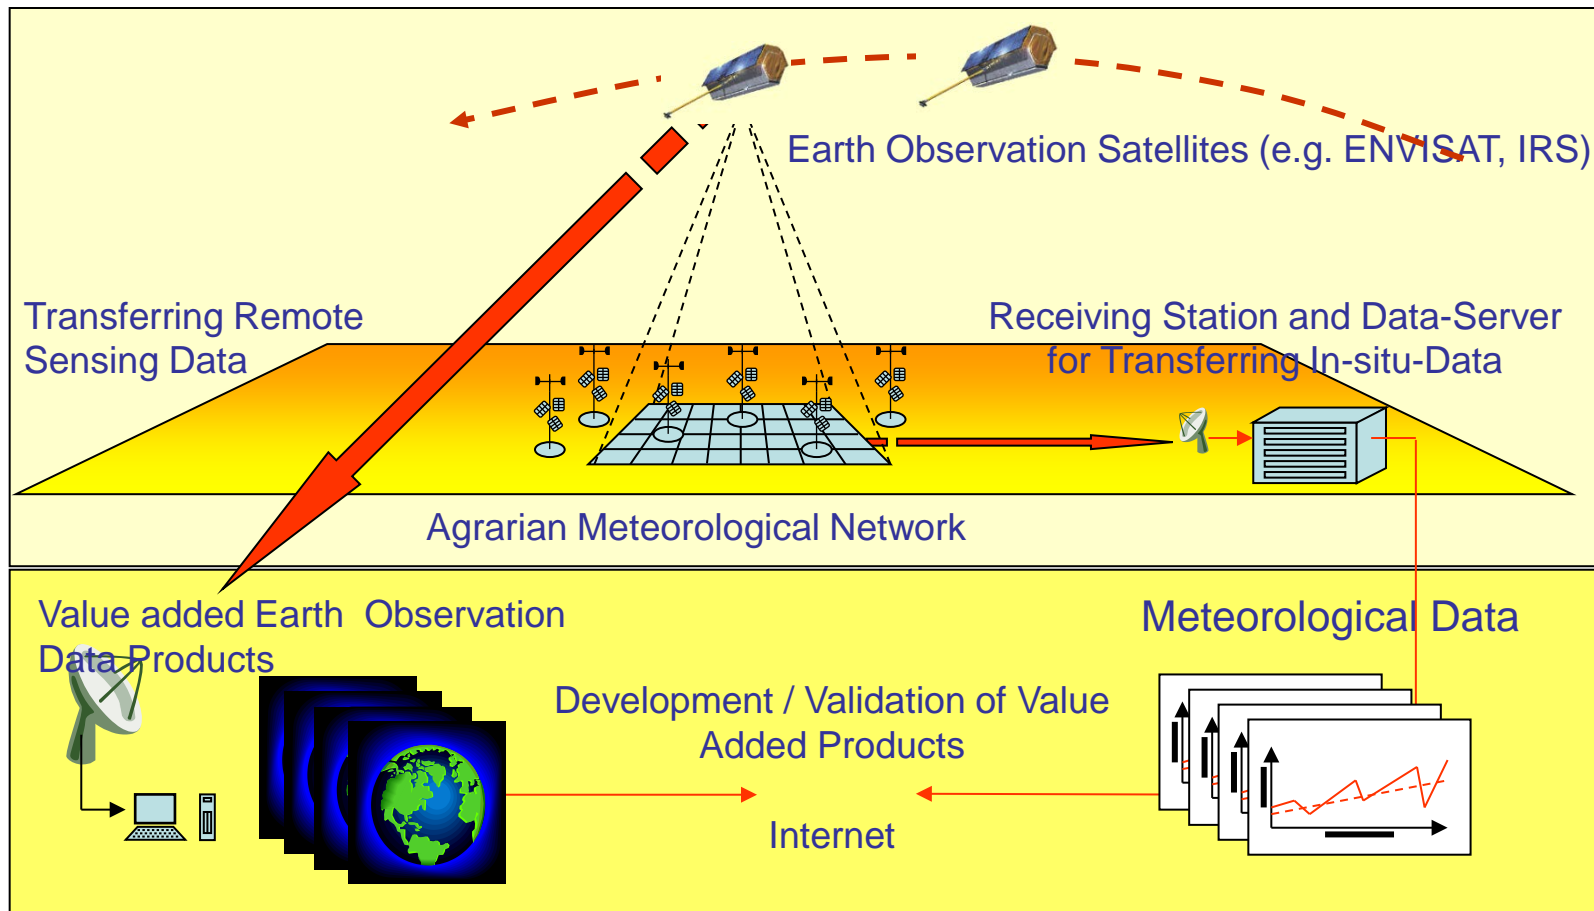 Earth Observation Satellites (e.g. ENVISAT, IRS)
Transferring Remote
Sensing Data
Receiving Station and Data-Server
for Transferring In-situ-Data
Agrarian Meteorological Network
Value added Earth  Observation
Data Products
Meteorological Data
Development / Validation of Value
Added Products
Internet